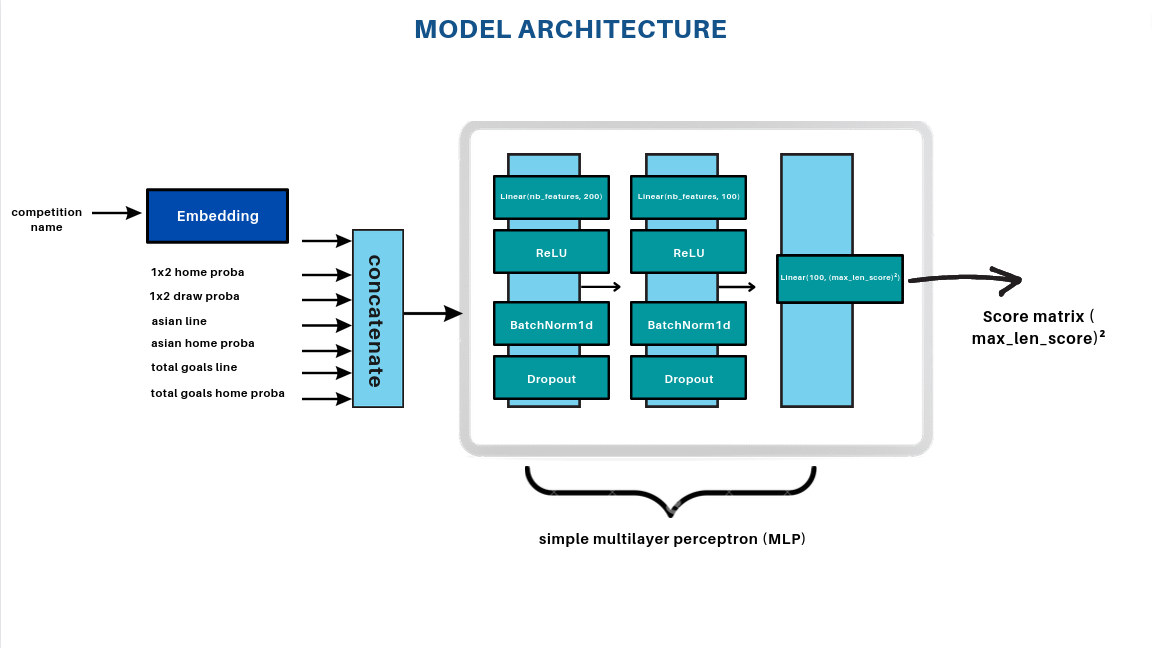 MODEL ARCHITECTURE
competition
name
Embedding
1x2 home proba
1x2 draw proba
asian line
asian home proba
total goals line
total goals home proba
concatenate
Linear(nb_features, 200)
ReLU
BatchNorm1d
Dropout
Linear(nb_features, 100)
ReLU
BatchNorm1d
Dropout
Linear(100, (max_len_score)²)
Score matrix (
max_len_score)²
simple multilayer perceptron (MLP)